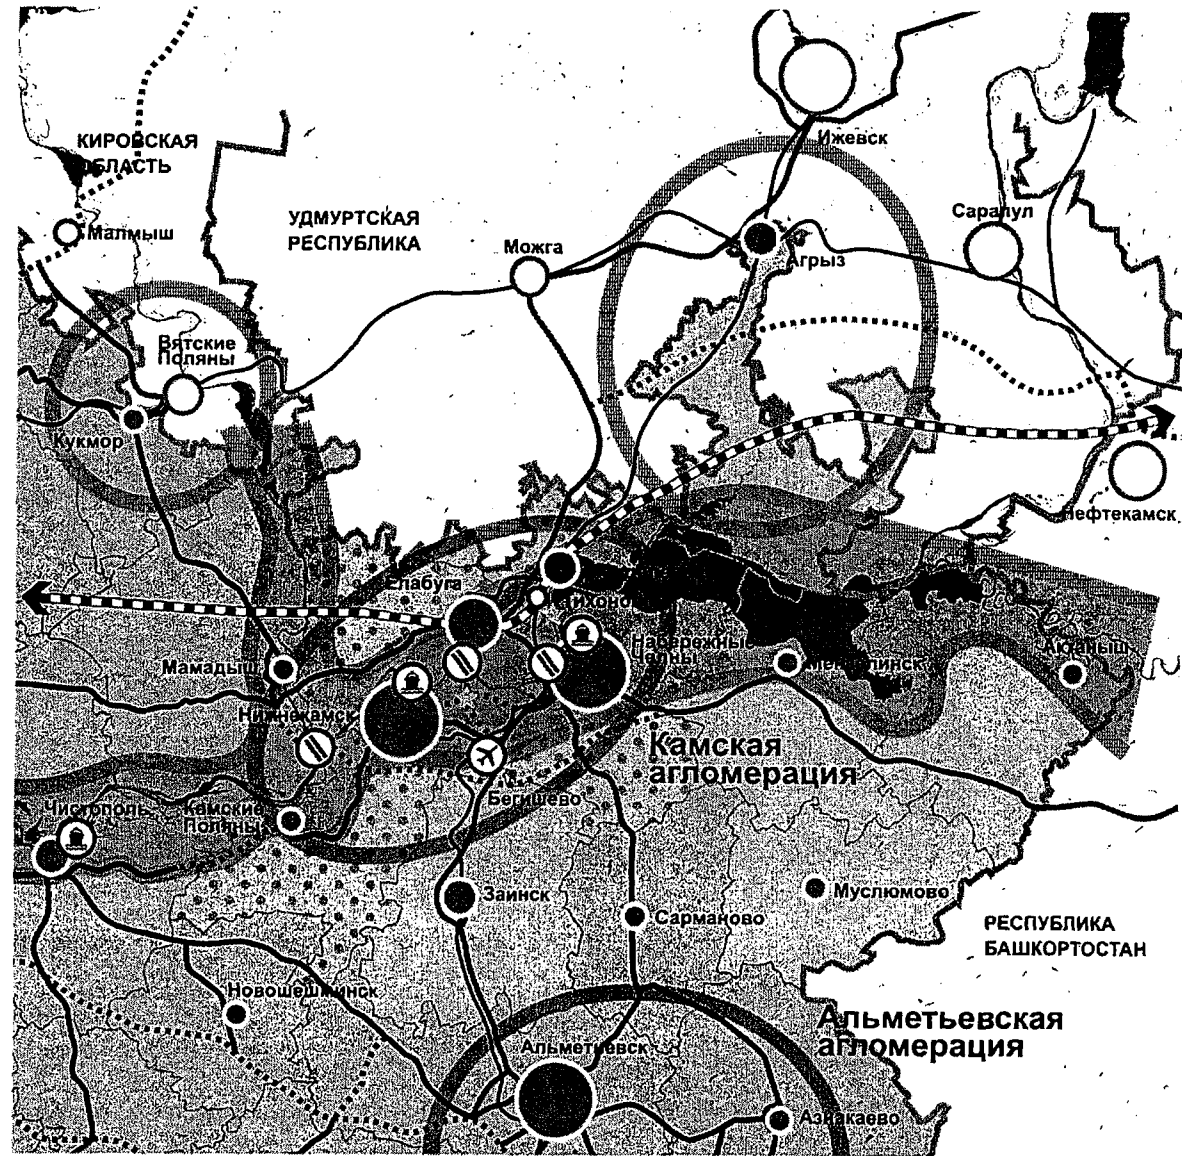 КИРОВСКАЯ
ОБЛАСТЬ
Ижевск
Малмыш
УДМУРТСКАЯ
РЕСПУБЛИКА
Сарапул
Можга
Агрыз
Вятские
Поляны
Кукмор
Нефтекамск
Елабуга
Набережные
Челны
Мамадыш
Мензелинск
Актаныш
Нижнекамск
Камская
агломерация
Бегишево
Чистополь
Камские
Поляны
Заинск
Сарманово
Муслюмово
РЕСПУБЛИКА
БАШКОРТОСТАН
Новошешминск
Альметьевская
агломерация
Альметьевск
Азнакаево